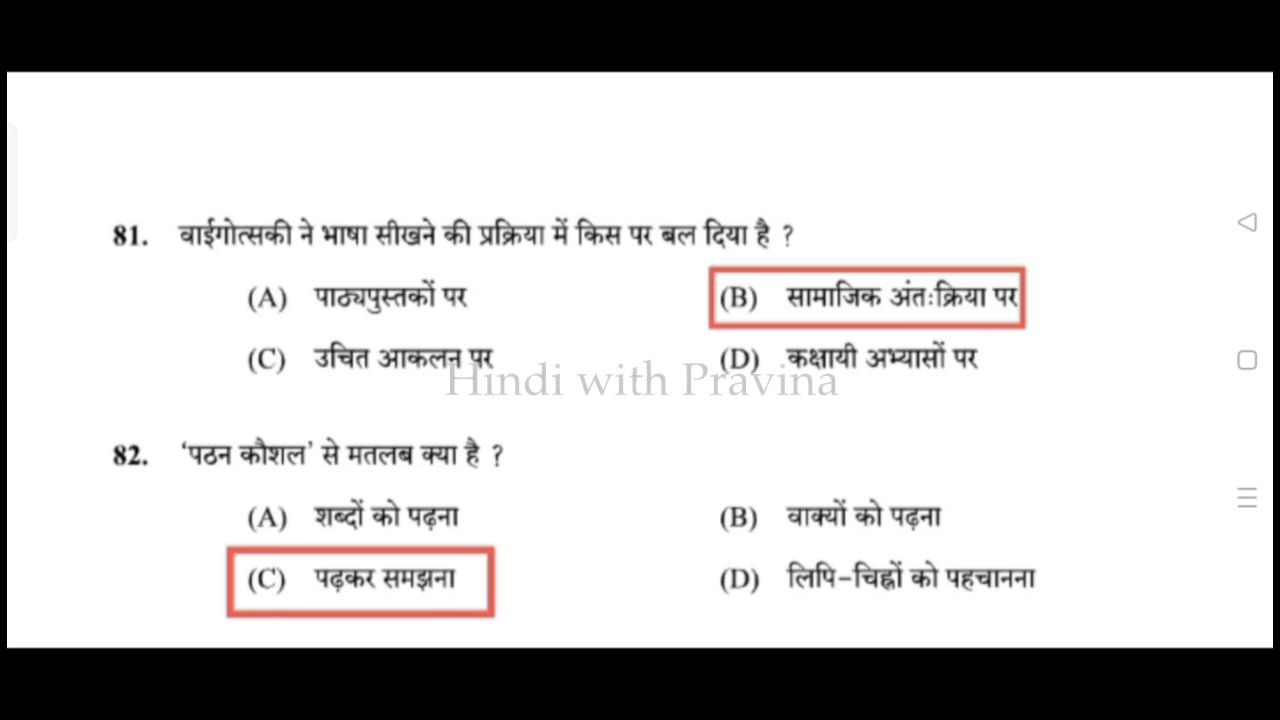 81. वाईगोत्सकी ने भाषा सीखने की प्रक्रिया में किस पर बल दिया है ?
(A) पाठ्यपुस्तकों पर (B) सामाजिक अंतःक्रिया पर
(C) उचित आकलन पर (D) कक्षायी अभ्यासों पर
Hindi with Pravina
82. ‘पठन कौशल’ से मतलब क्या है ?
(A) शब्दों को पढ़ना (B) वाक्यों को पढ़ना
(C) पढ़कर समझना (D) लिपि-चिह्नों को पहचानना